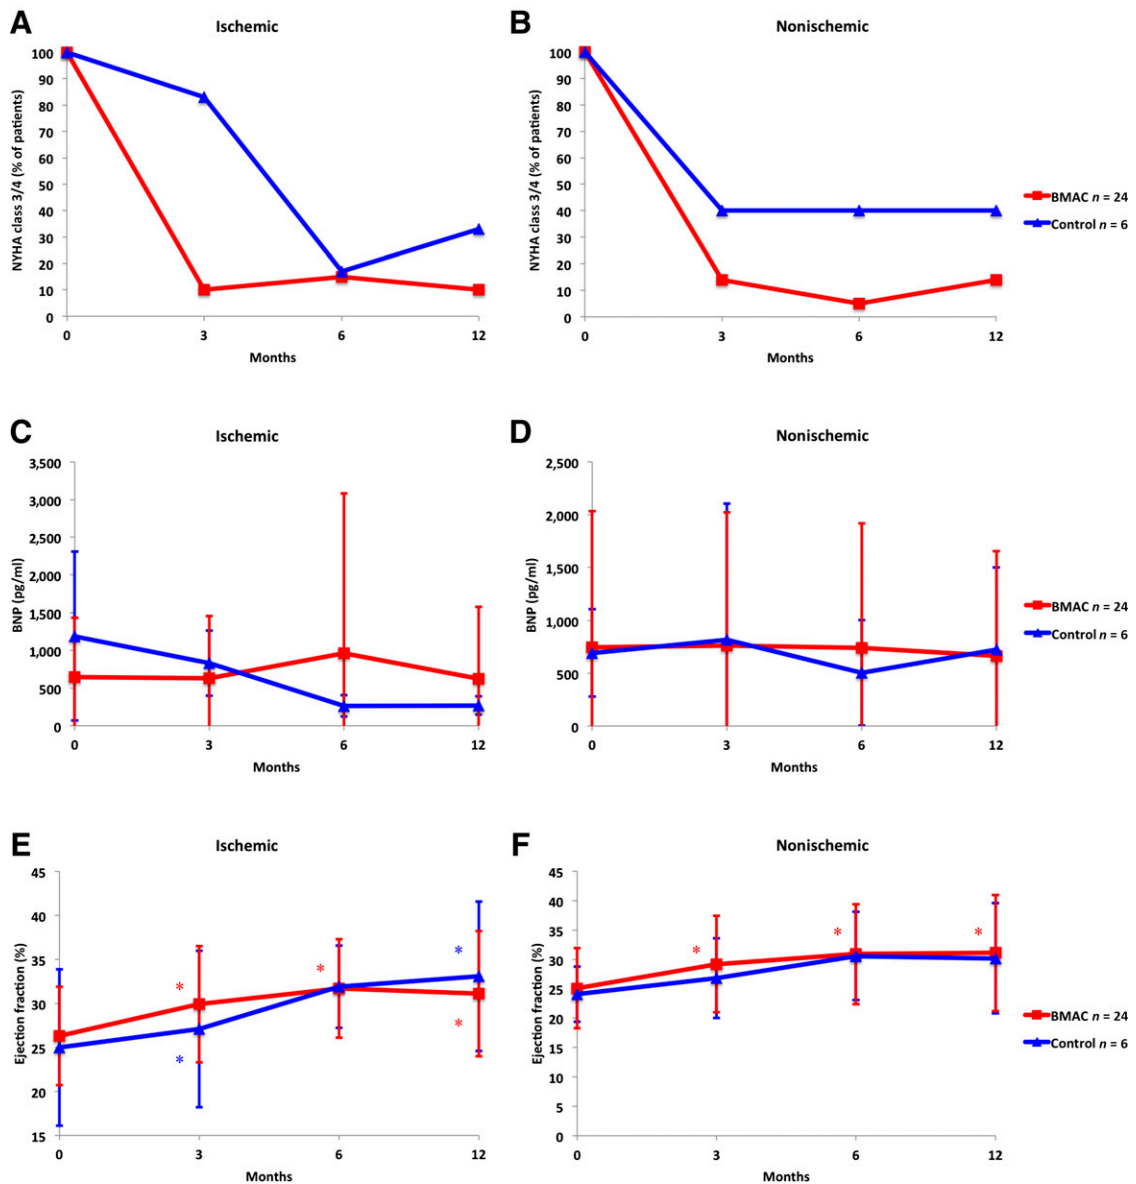 A
Ischemic
NYHA class 3/4 (% of patients)
100
90
80
70
60
50
40
30
20
10
0
0 3 6 12
Months
B
Nonischemic
NYHA class 3/4 (% of patients)
100
90
80
70
60
50
40
30
20
10
0
0 3 6 12
Months
BMAC n = 24
Control n = 6
C
Ischemic
BNP (pg/ml)
3,500
3,000
2,500
2,000
1,500
1,000
500
0
0 3 6 12
Months
D
Nonischemic
BNP (pg/ml)
2,500
2,000
1,500
1,000
500
0
0 3 6 12
Months
BMAC n = 24
Control n = 6
E
Ischemic
Ejection fraction (%)
45
40
35
30
25
20
15
* * * * *
0 3 6 12
Months
F
Nonischemic
Ejection fraction (%)
45
40
35
30
25
20
15
10
5
0
* * *
0 3 6 12
Months
BMAC n = 24
Control n = 6